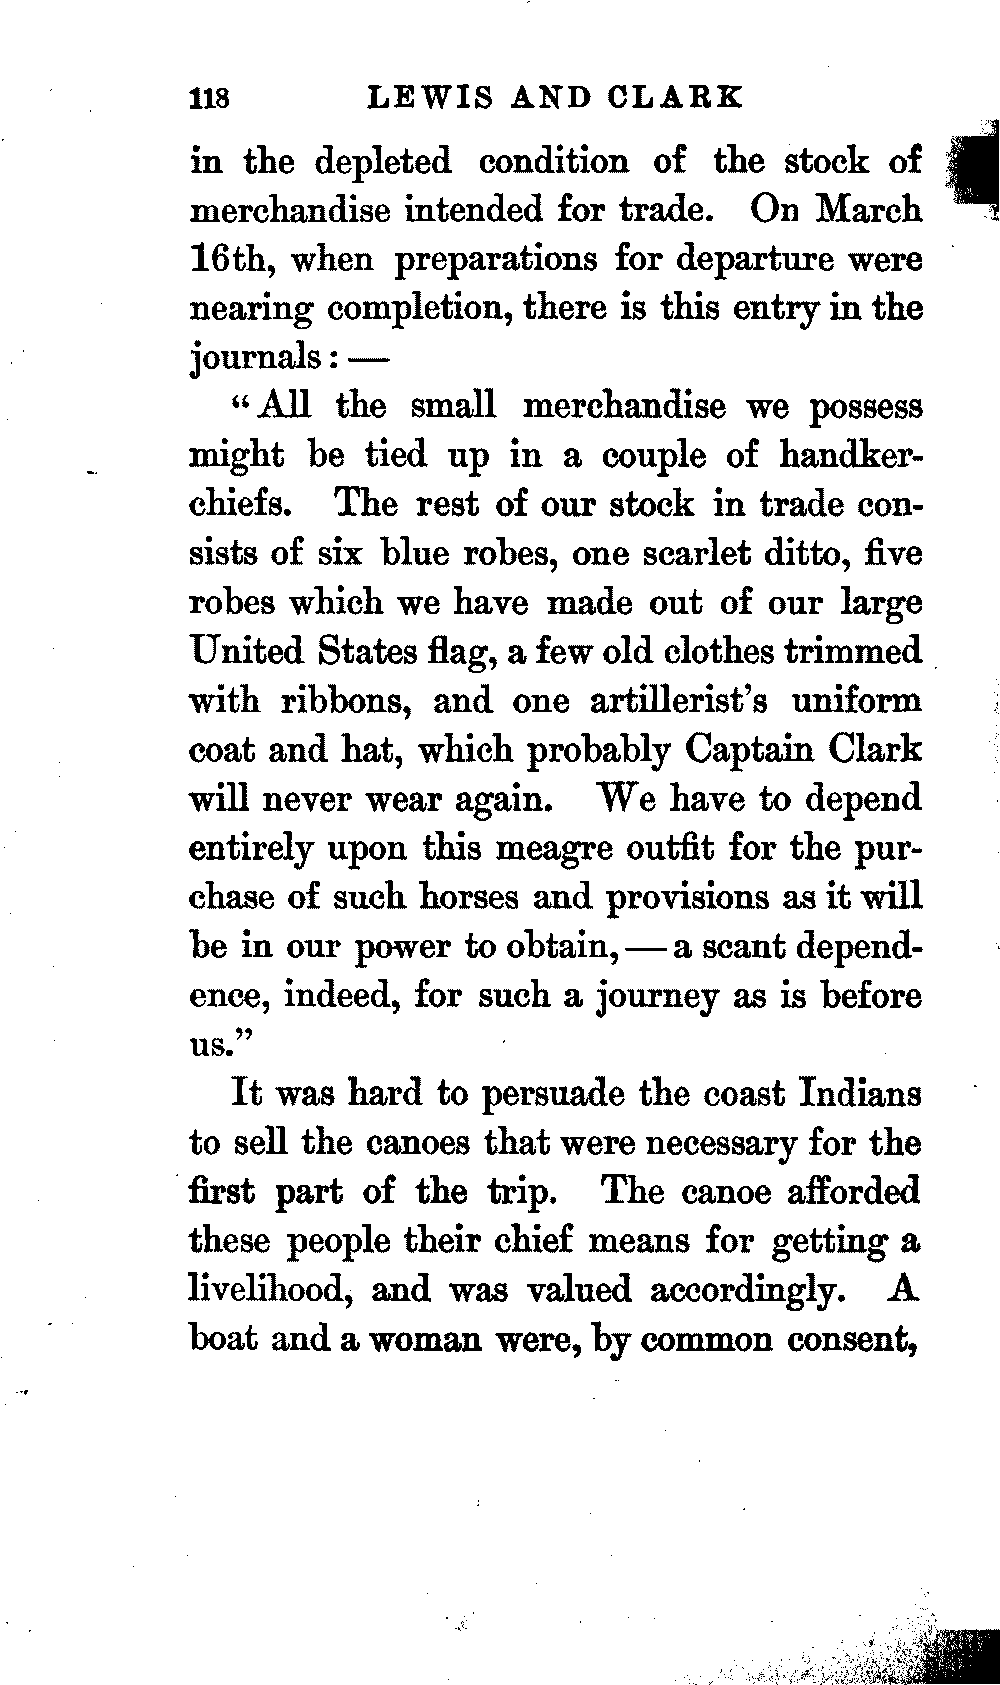 118 LEWIS AND CLARK
in the depleted condition of the stock of
merchandise intended for trade. On March
16th, when preparations for departure were
nearing completion, there is this entry in the
journals: —
“All the small merchandise we possess
might be tied up in a couple of handker-
chiefs. The rest of our stock in trade con-
sists of six blue robes, one scarlet ditto, five
robes which we have made out of our large
United States flag, a few old clothes trimmed
with ribbons, and one artillerist’s uniform
coat and hat, which probably Captain Clark
will never wear again. We have to depend
entirely upon this meagre outfit for the pur-
chase of such horses and provisions as it will
be in our power to obtain, — a scant depend-
ence, indeed, for such a journey as is before
us.”
It was hard to persuade the coast Indians
to sell the canoes that were necessary for the
first part of the trip. The canoe afforded
these people their chief means for getting a
livelihood, and was valued accordingly. A
boat and a woman were, by common consent,